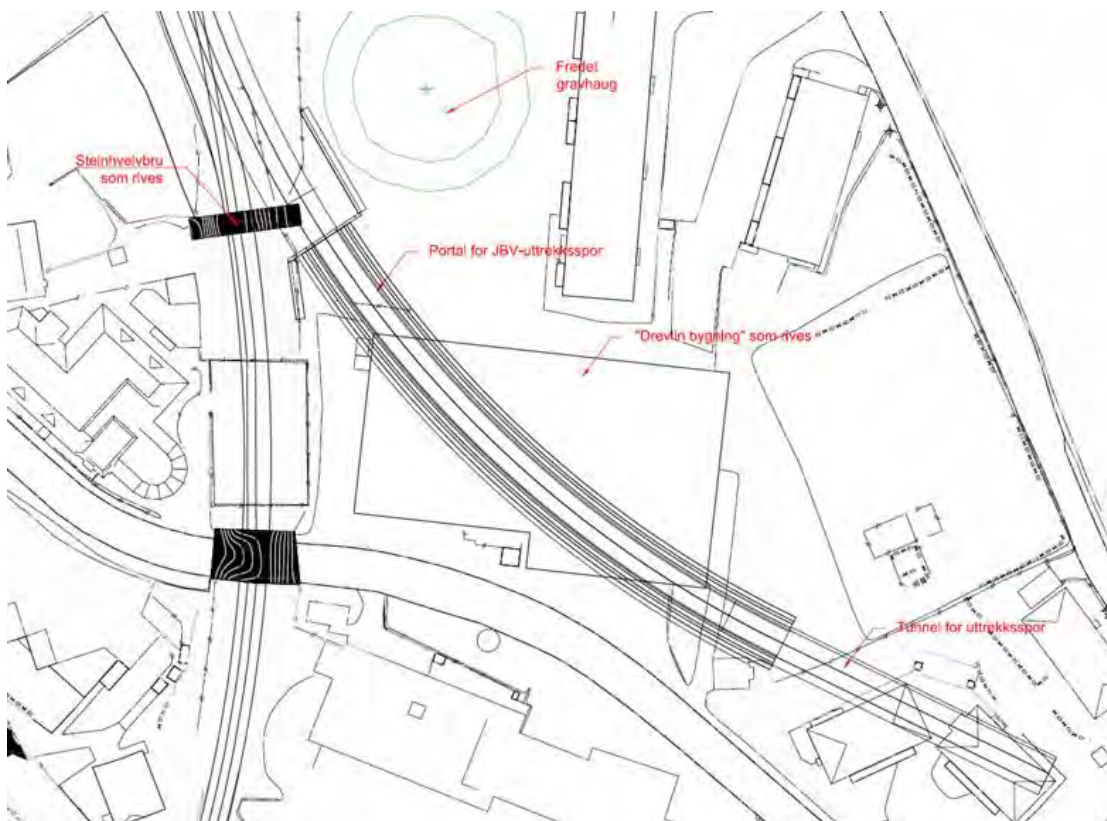 Fredet
gravhaug
Steinhvelvbru
som rives
Portal for JBV-uttrekksspor
"Drevlin bygning" som rives
Tunnel for uttrekksspor